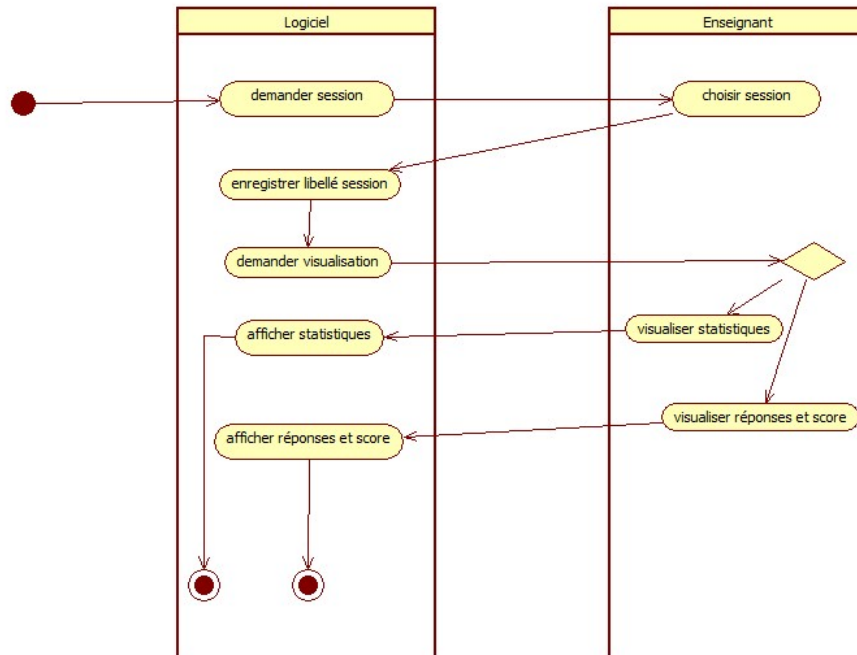 Logiciel
Enseignant
demander session
choisir session
enregistrer libellé session
demander visualisation
afficher statistiques
visualiser statistiques
afficher réponses et score
visualiser réponses et score